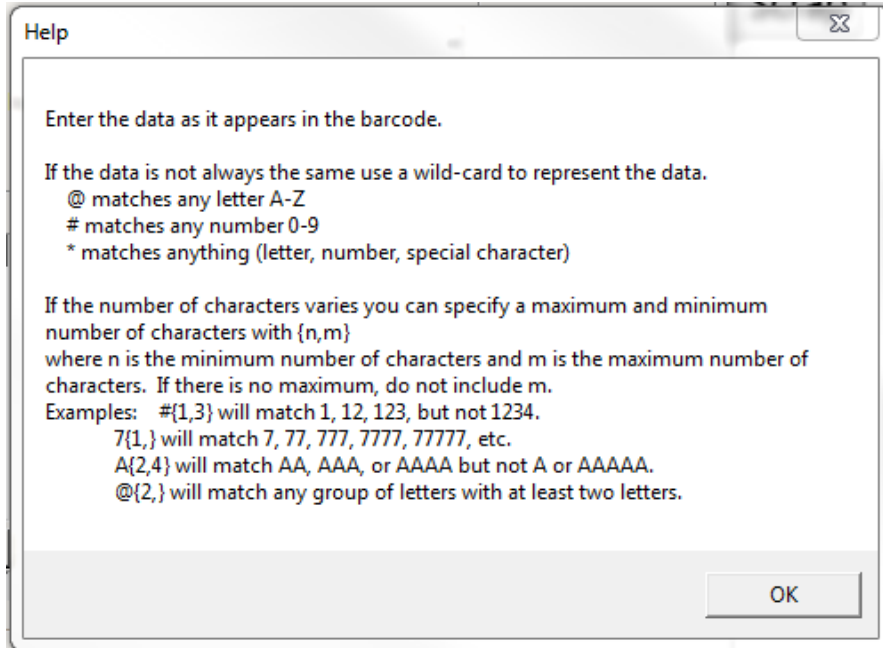 Help
Enter the data as it appears in the barcode.
If the data is not always the same use a wild-card to represent the data.
@ matches any letter A-Z
# matches any number 0-9
* matches anything (letter, number, special character)
If the number of characters varies you can specify a maximum and minimum
number of characters with {n,m}
where n is the minimum number of characters and m is the maximum number of
characters.  If there is no maximum, do not include m.
Examples:   #{1,3} will match 1, 12, 123, but not 1234.
7{1,} will match 7, 77, 777, 7777, 77777, etc.
A{2,4} will match AA, AAA, or AAAA but not A or AAAAA.
@{2,} will match any group of letters with at least two letters.
OK